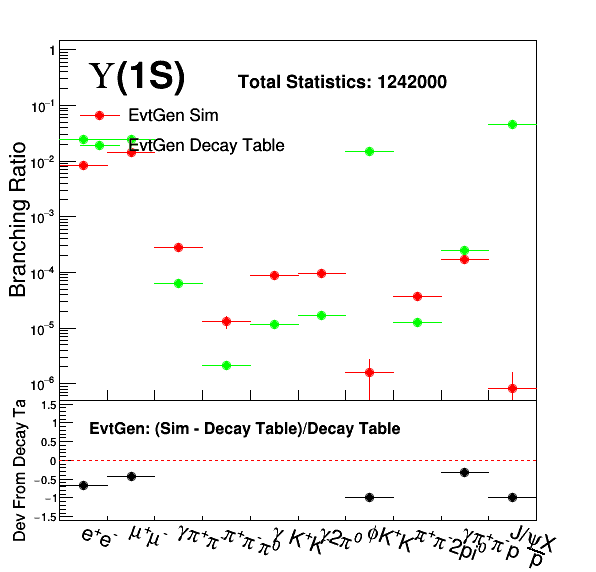 ϒ(1S)
Total Statistics: 1242000
EvtGen Sim
EvtGen Decay Table
Branching Ratio
1
10⁻¹
10⁻²
10⁻³
10⁻⁴
10⁻⁵
10⁻⁶
EvtGen: (Sim - Decay Table)/Decay Table
Dev From Decay Ta
1.5
1
0.5
0
−0.5
−1
−1.5
e⁺e⁻
μ⁺μ⁻
γπ⁺π⁻
π⁺π⁻π⁰
γ K⁺K⁻
γ2π⁰
φK⁺K⁻
π⁺π⁻2pi⁰
γπ⁺π⁻p p̅
J/ψX